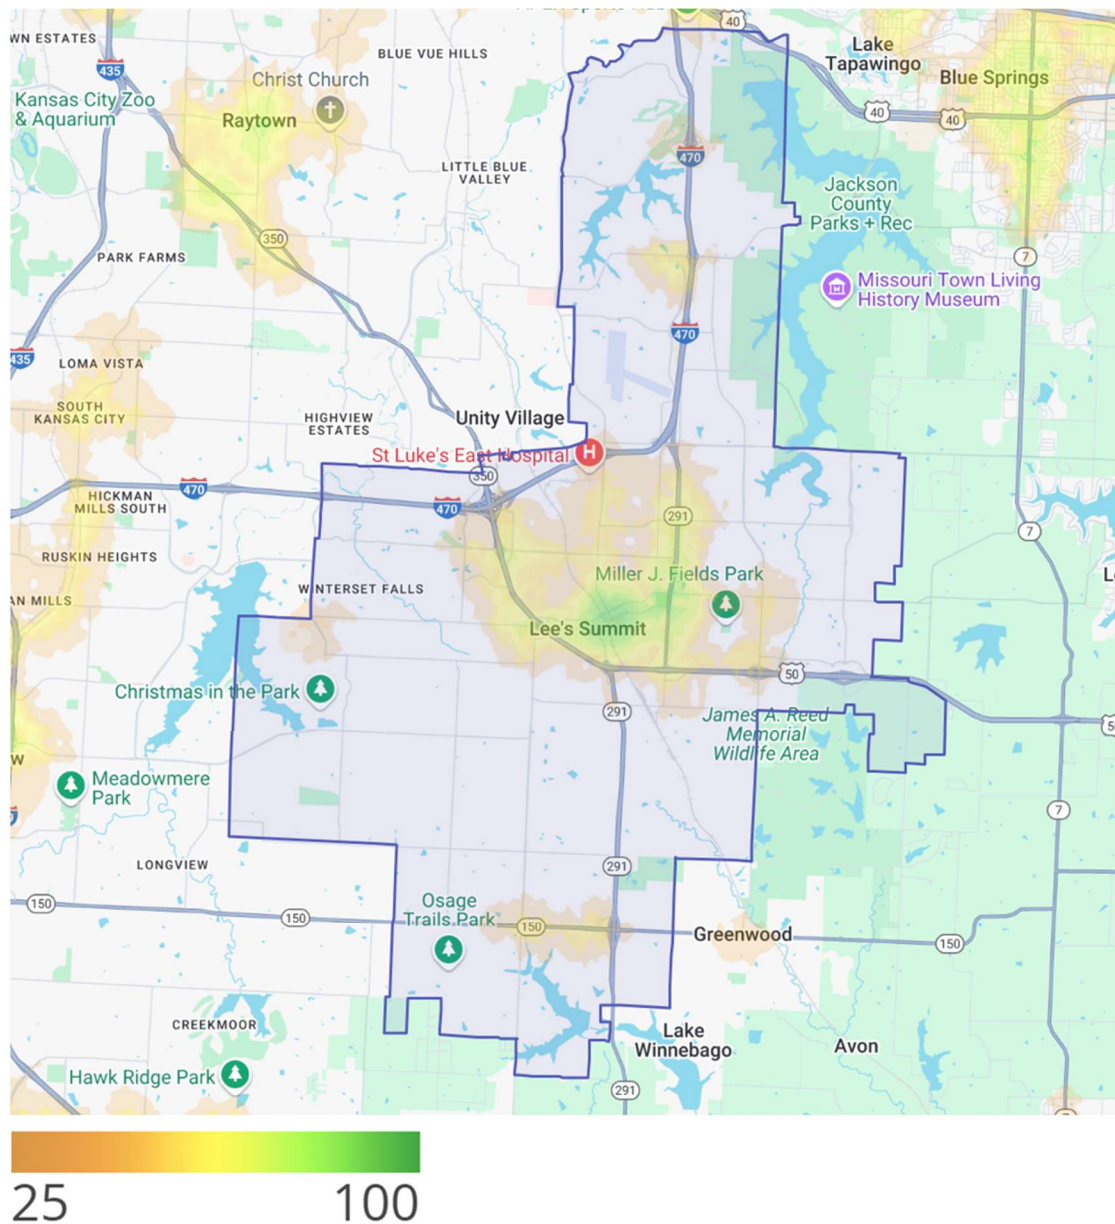 40
WN ESTATES
BLUE VUE HILLS
Lake
Tapawingo
435
Christ Church
Blue Springs
Kansas City Zoo
& Aquarium
Raytown
40
40
470
LITTLE BLUE
VALLEY
Jackson
County
Parks + Rec
350
7
PARK FARMS
Missouri Town Living
History Museum
470
435
LOMA VISTA
SOUTH
KANSAS CITY
HIGHVIEW
ESTATES
Unity Village
St Luke's East Hospital
H
350
470
470
HICKMAN
MILLS SOUTH
291
7
RUSKIN HEIGHTS
Miller J. Fields Park
WINTERSET FALLS
AN MILLS
Lee's Summit
50
Christmas in the Park
291
James A. Reed
Memorial
Wildlife Area
Meadowmere
Park
7
LONGVIEW
291
Osage
Trails Park
150
150
150
Greenwood
150
CREEKMOOR
Lake
Winnebago
Avon
Hawk Ridge Park
291
25
100